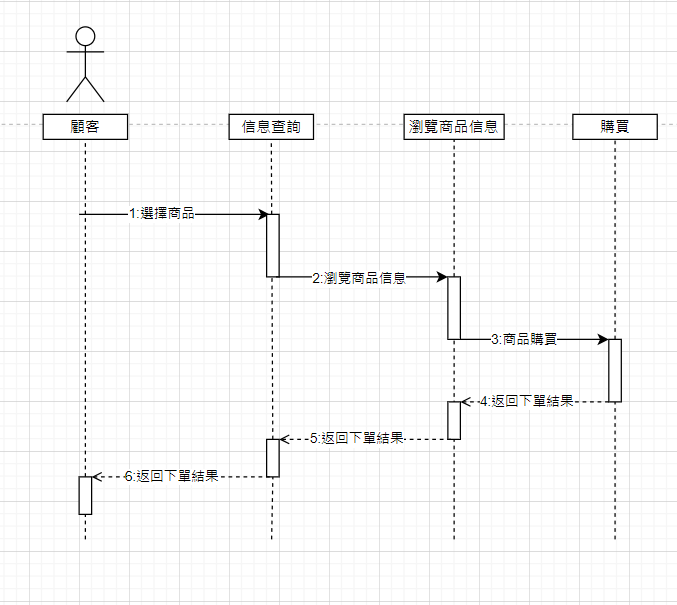 顧客
信息查詢
瀏覽商品信息
購買
1:選擇商品
2:瀏覽商品信息
3:商品購買
4:返回下單結果
5:返回下單結果
6:返回下單結果